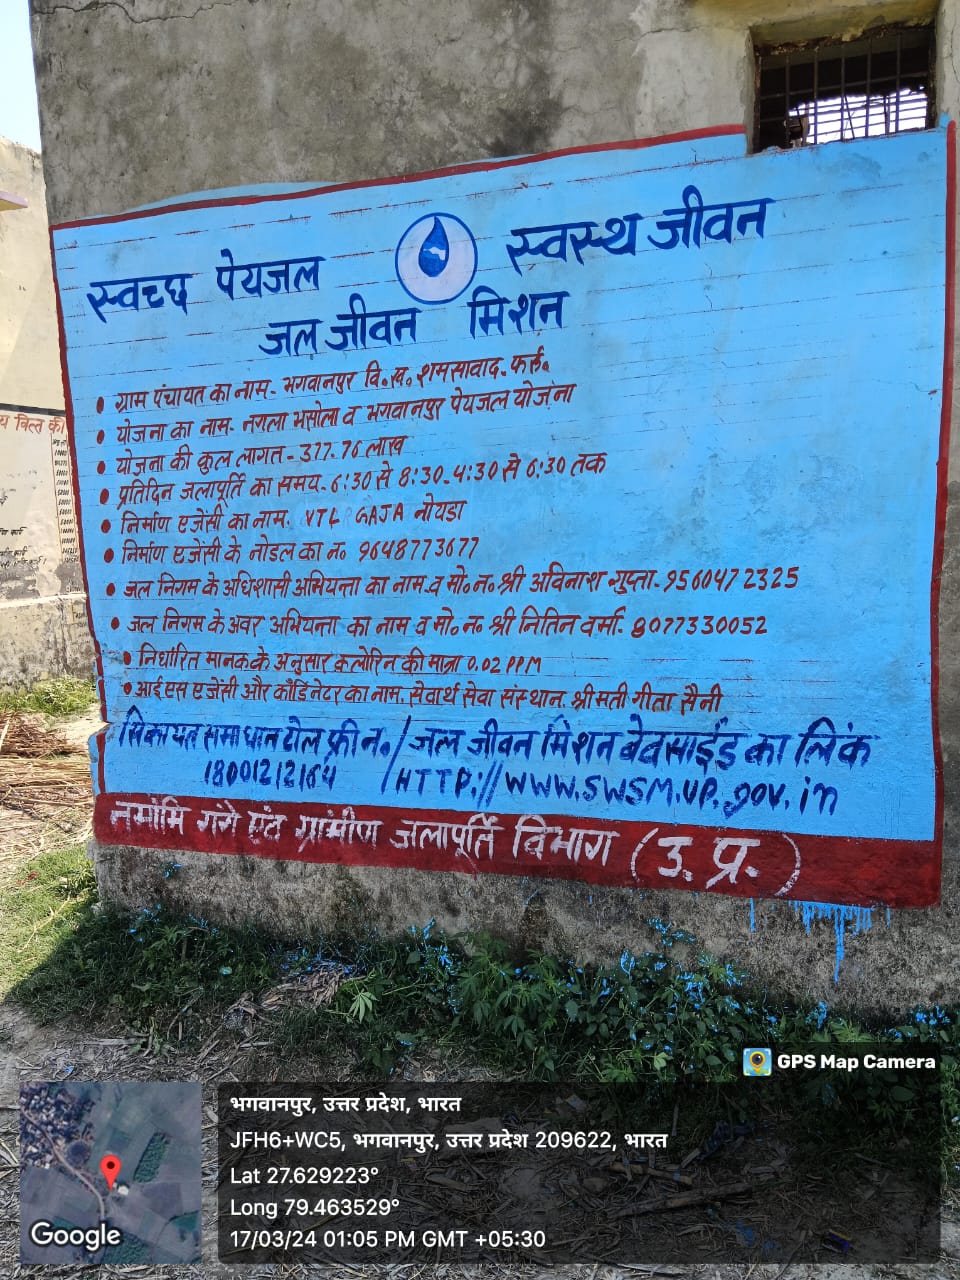 स्वच्छ पेयजल स्वस्थ जीवन
जल जीवन मिशन
• ग्राम पंचायत का नाम- भगवानपुर वि०ख० शमसावाद- फर्रु०
• योजना का नाम- नगला भसोला व भगवानपुर पेयजल योजना
• योजना की कुल लागत - 377.76 लाख
• प्रतिदिन जलापूर्ति का समय- 6:30 से 8:30-4:30 से 6:30 तक
• निर्माण एजेंसी का नाम- VTL GAJA नोयडा
• निर्माण एजेंसी के नोडल का न० 9648773677
• जल निगम के अधिशासी अभियन्ता का नाम व मो० न० श्री अविनाश गुप्ता- 9560472325
• जल निगम के अवर अभियन्ता का नाम व मो० न० श्री नितिन वर्मा- 8077330052
• निर्धारित मानक के अनुसार क्लोरिन की मात्रा 0.02 PPM
• आई एस एजेंसी और कॉर्डिनेटर का नाम- सेवार्थ सेवा संस्थान- श्रीमती गीता सैनी
सिकायत समाधान टोल फ्री न० / जल जीवन मिशन वेवसाईड का लिंक
18001212164 / HTTP://WWW.SWSM.UP.gov.in
नमामि गंगे एंव ग्रामीण जलापूर्ति विभाग (उ.प्र.)
GPS Map Camera
भगवानपुर, उत्तर प्रदेश, भारत
JFH6+WC5, भगवानपुर, उत्तर प्रदेश 209622, भारत
Lat 27.629223°
Long 79.463529°
17/03/24 01:05 PM GMT +05:30
Google